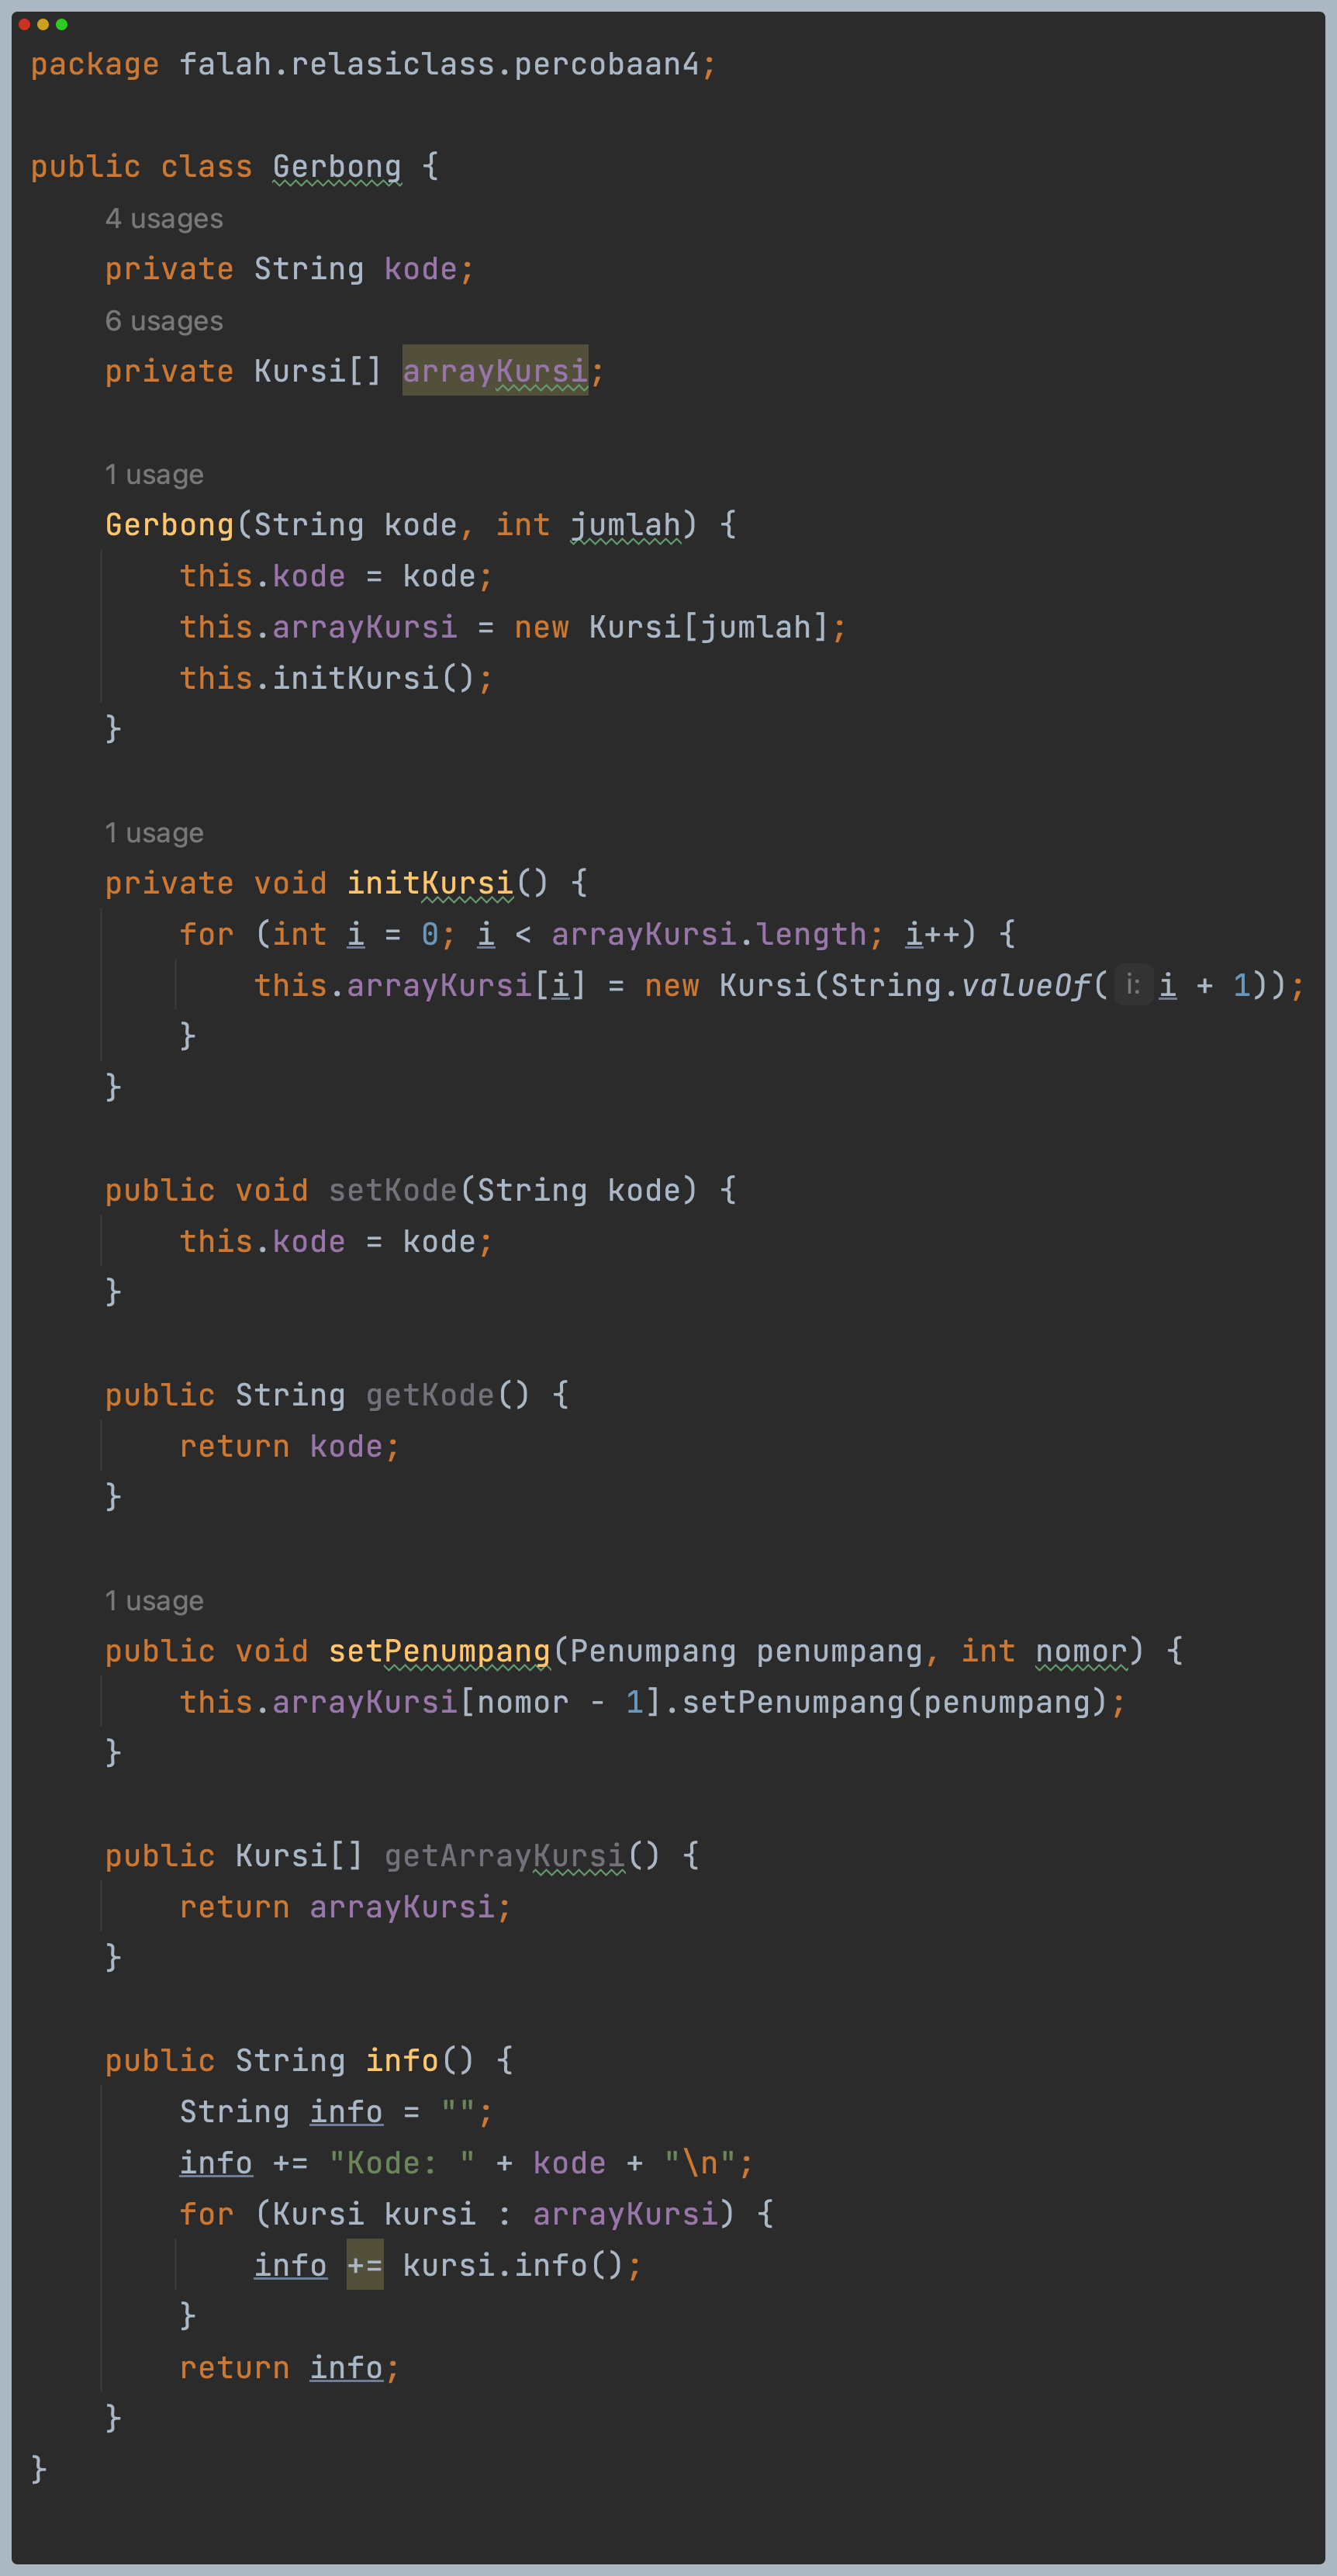 package falah.relasiclass.percobaan4;
public class Gerbong {
4 usages
private String kode;
6 usages
private Kursi[] arrayKursi;
1 usage
Gerbong(String kode, int jumlah) {
this.kode = kode;
this.arrayKursi = new Kursi[jumlah];
this.initKursi();
}
1 usage
private void initKursi() {
for (int i = 0; i < arrayKursi.length; i++) {
this.arrayKursi[i] = new Kursi(String.valueOf( i: i + 1));
}
}
public void setKode(String kode) {
this.kode = kode;
}
public String getKode() {
return kode;
}
1 usage
public void setPenumpang(Penumpang penumpang, int nomor) {
this.arrayKursi[nomor - 1].setPenumpang(penumpang);
}
public Kursi[] getArrayKursi() {
return arrayKursi;
}
public String info() {
String info = "";
info += "Kode: " + kode + "\n";
for (Kursi kursi : arrayKursi) {
info += kursi.info();
}
return info;
}
}